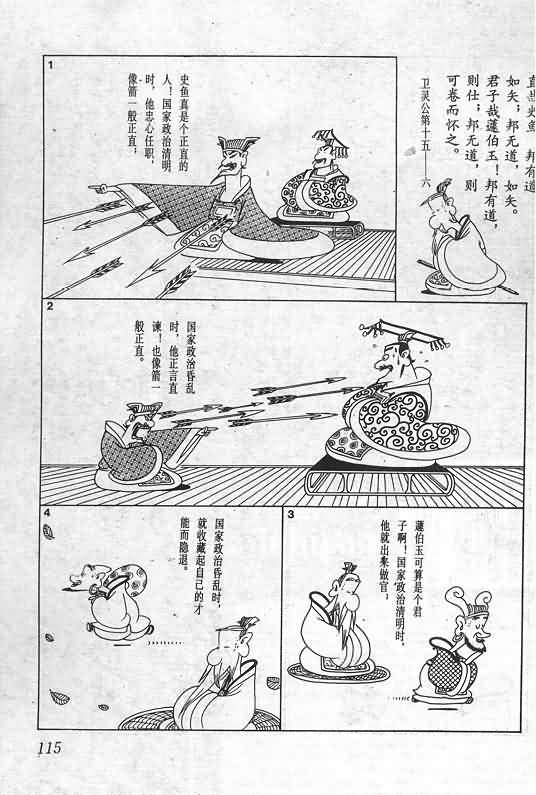 直哉史鱼 邦有道
如矢；邦无道，如矢。
君子哉蘧伯玉！邦有道，
则仕；邦无道，则
可卷而怀之。
卫灵公第十五——六
1
史鱼真是个正直的
人！国家政治清明
时，他忠心任职，
像箭一般正直；
2
国家政治昏乱
时，他正言直
谏！也像箭一
般正直。
3
蘧伯玉可算是个君
子啊！国家政治清明时，
他就出来做官；
4
国家政治昏乱时，
就收藏起自己的才
能而隐退。
115